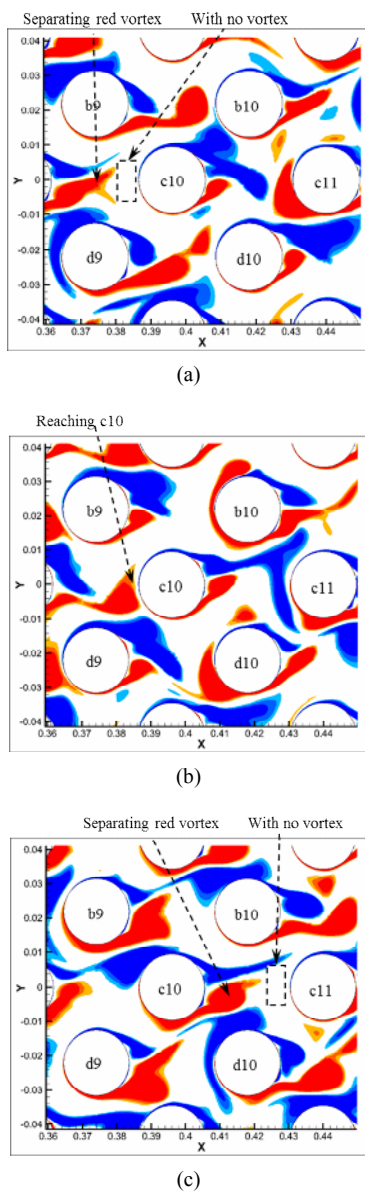 Separating red vortex With no vortex
0.04
0.03
0.02
0.01
0
-0.01
-0.02
-0.03
-0.04
Y
b9 b10
c10 c11
d9 d10
0.36 0.37 0.38 0.39 0.4 0.41 0.42 0.43 0.44
X
(a)
Reaching c10
0.04
0.03
0.02
0.01
0
-0.01
-0.02
-0.03
-0.04
Y
b9 b10
c10 c11
d9 d10
0.36 0.37 0.38 0.39 0.4 0.41 0.42 0.43 0.44
X
(b)
Separating red vortex With no vortex
0.04
0.03
0.02
0.01
0
-0.01
-0.02
-0.03
-0.04
Y
b9 b10
c10 c11
d9 d10
0.36 0.37 0.38 0.39 0.4 0.41 0.42 0.43 0.44
X
(c)